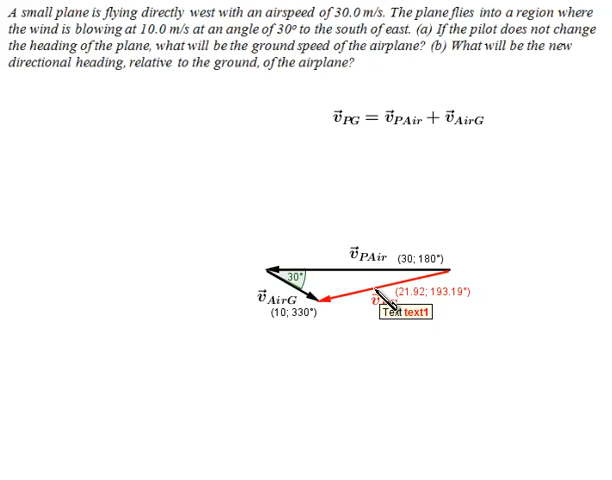 A small plane is flying directly west with an airspeed of 30.0 m/s. The plane flies into a region where
the wind is blowing at 10.0 m/s at an angle of 30º to the south of east. (a) If the pilot does not change
the heading of the plane, what will be the ground speed of the airplane? (b) What will be the new
directional heading, relative to the ground, of the airplane?
v⃗PG = v⃗PAir + v⃗AirG
v⃗PAir (30; 180°)
30°
v⃗AirG
(10; 330°)
(21.92; 193.19°)
v⃗
Text text1